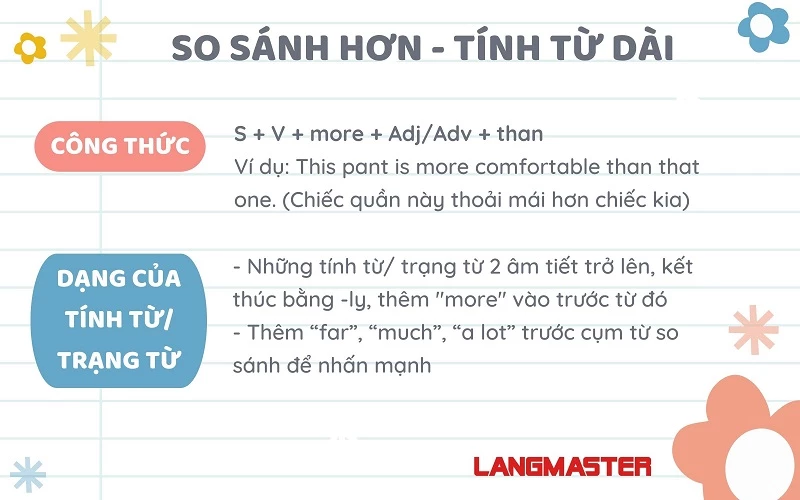 SO SÁNH HƠN - TÍNH TỪ DÀI
CÔNG THỨC
S + V + more + Adj/Adv + than
Ví dụ: This pant is more comfortable than that
one. (Chiếc quần này thoải mái hơn chiếc kia)
DẠNG CỦA
TÍNH TỪ/
TRẠNG TỪ
- Những tính từ/ trạng từ 2 âm tiết trở lên, kết
thúc bằng -ly, thêm "more" vào trước từ đó
- Thêm “far”, “much”, “a lot” trước cụm từ so
sánh để nhấn mạnh
LANGMASTER